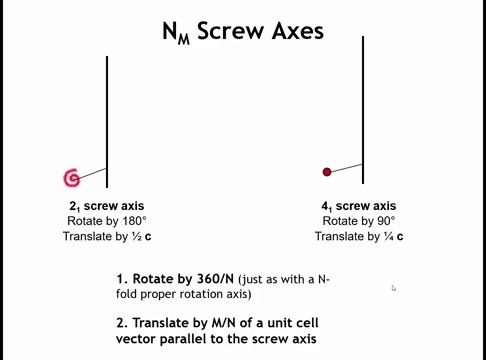 N_M Screw Axes
2_1 screw axis
Rotate by 180°
Translate by ½ c
4_1 screw axis
Rotate by 90°
Translate by ¼ c
1. Rotate by 360/N (just as with a N-
fold proper rotation axis)
2. Translate by M/N of a unit cell
vector parallel to the screw axis